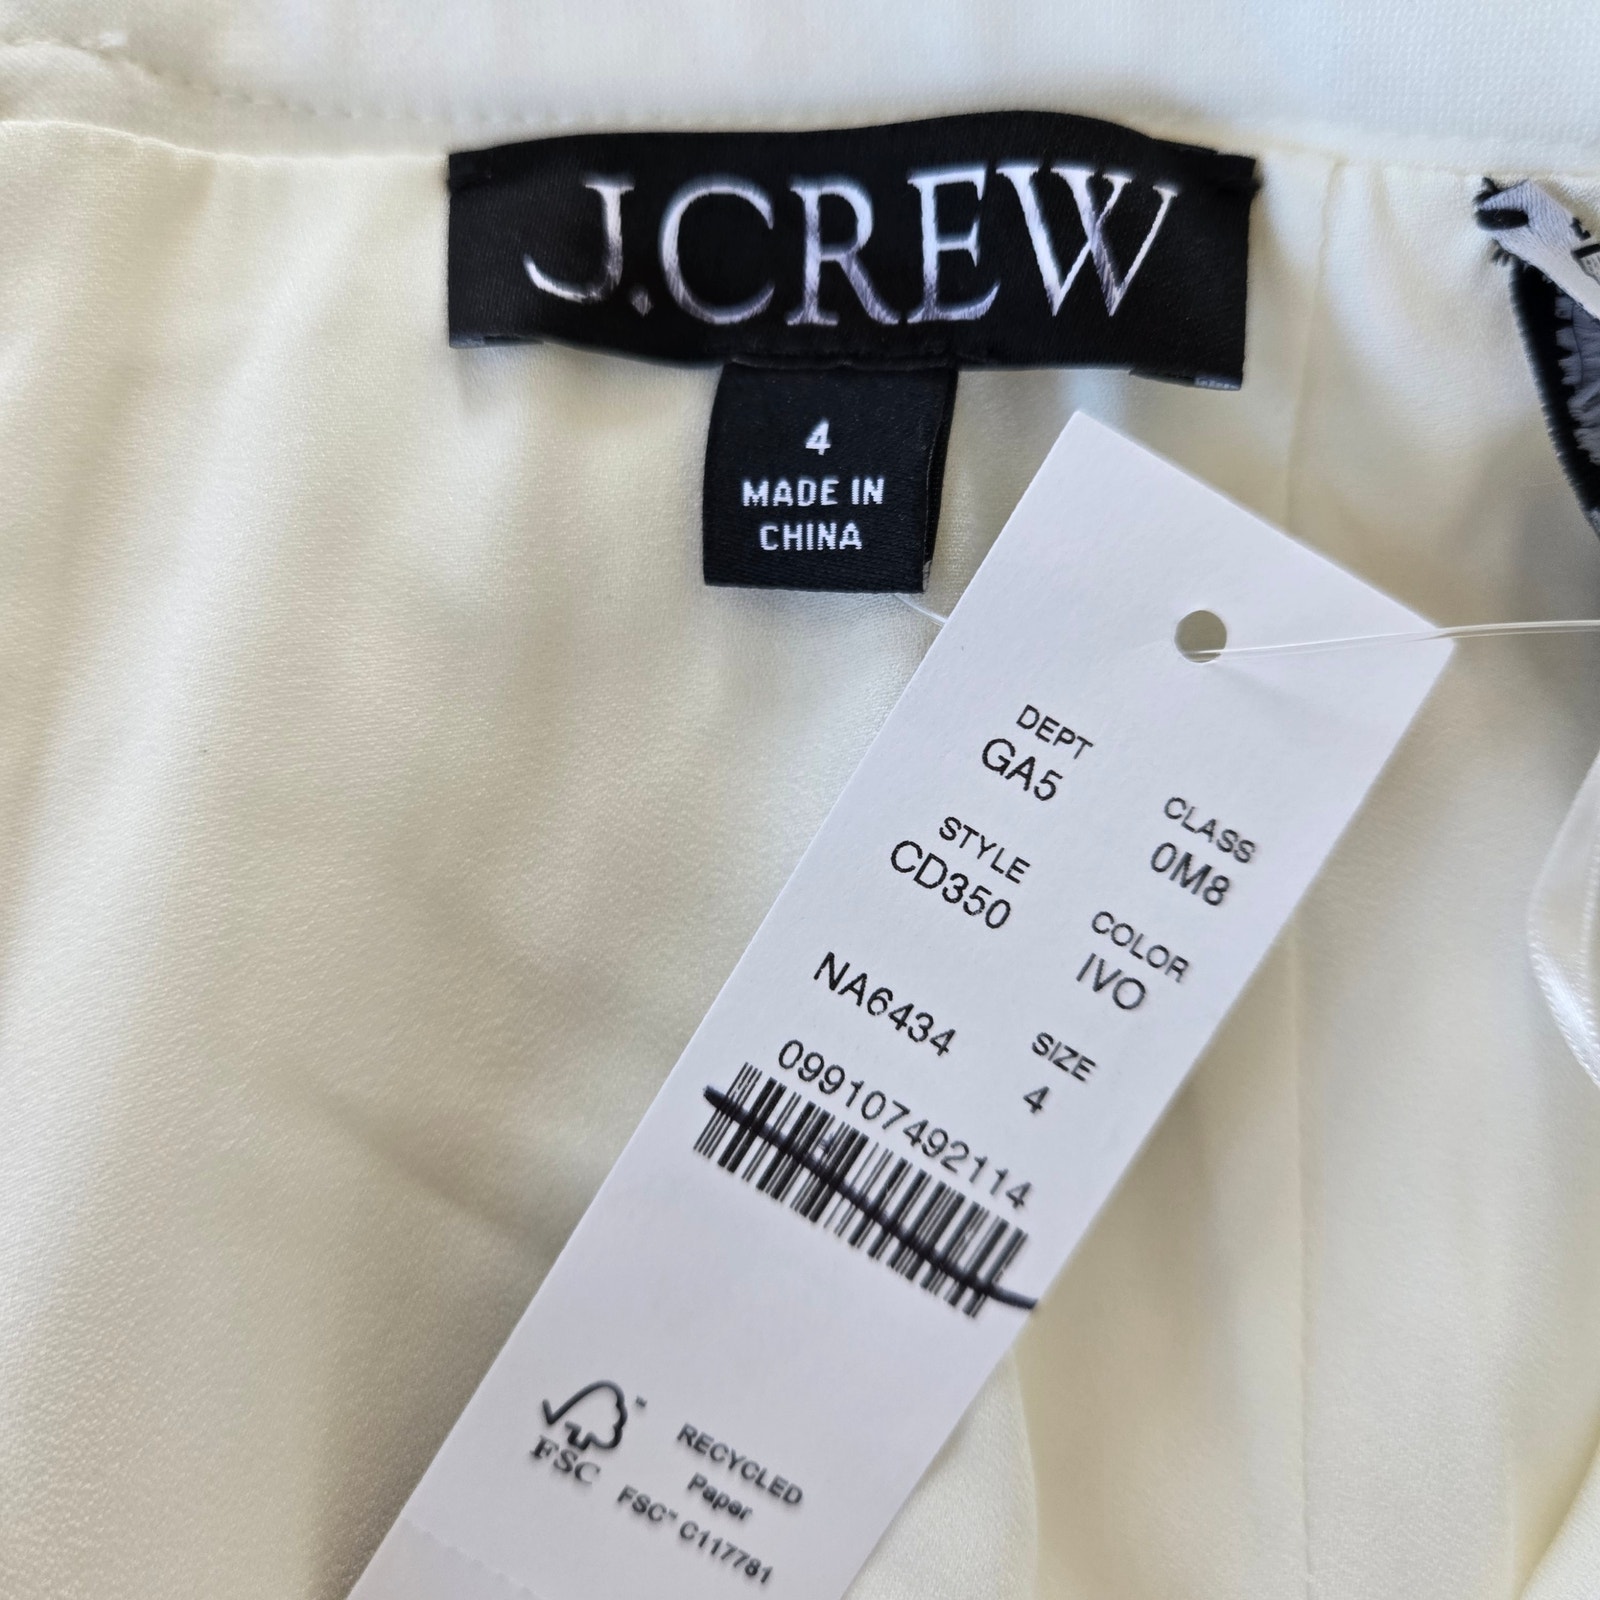 J.CREW
4
MADE IN
CHINA
DEPT
GA5
CLASS
0M8
STYLE
CD350
COLOR
IVO
NA6434
SIZE
4
099107492114
FSC
RECYCLED
Paper
FSC™ C117781